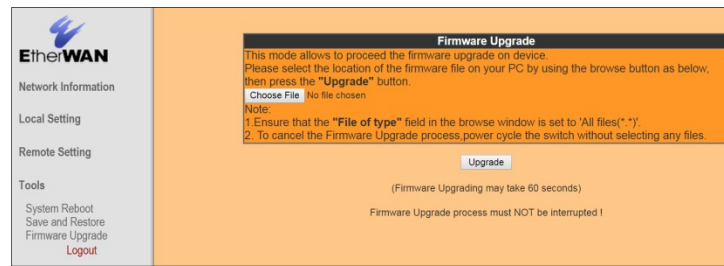 EtherWAN
Network Information
Local Setting
Remote Setting
Tools
System Reboot
Save and Restore
Firmware Upgrade
Logout
Firmware Upgrade
This mode allows to proceed the firmware upgrade on device.
Please select the location of the firmware file on your PC by using the browse button as below,
then press the "Upgrade" button.
Choose File No file chosen
Note:
1.Ensure that the "File of type" field in the browse window is set to 'All files(*.*)'.
2. To cancel the Firmware Upgrade process,power cycle the switch without selecting any files.
Upgrade
(Firmware Upgrading may take 60 seconds)
Firmware Upgrade process must NOT be interrupted !